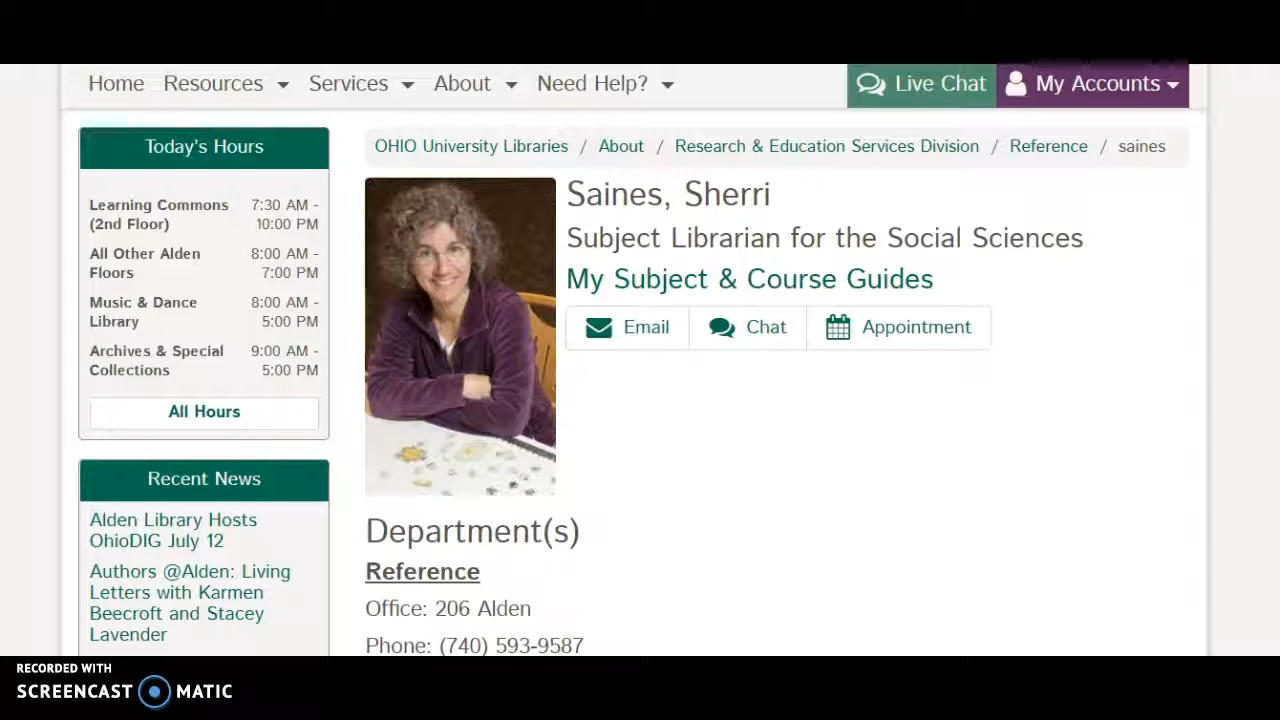 Home Resources Services About Need Help? Live Chat My Accounts
Today's Hours
Learning Commons 7:30 AM -
(2nd Floor) 10:00 PM
All Other Alden 8:00 AM -
Floors 7:00 PM
Music & Dance 8:00 AM -
Library 5:00 PM
Archives & Special 9:00 AM -
Collections 5:00 PM
All Hours
Recent News
Alden Library Hosts
OhioDIG July 12
Authors @Alden: Living
Letters with Karmen
Beecroft and Stacey
Lavender
OHIO University Libraries / About / Research & Education Services Division / Reference / saines
Saines, Sherri
Subject Librarian for the Social Sciences
My Subject & Course Guides
Email Chat Appointment
Department(s)
Reference
Office: 206 Alden
Phone: (740) 593-9587
RECORDED WITH
SCREENCAST MATIC